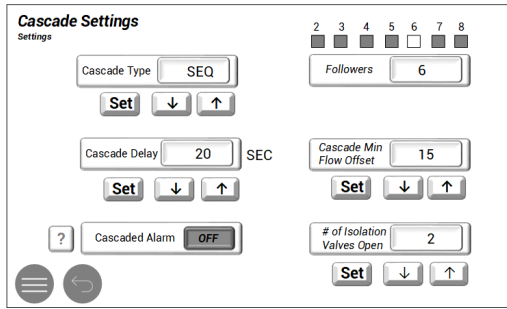 Cascade Settings
Settings
2 3 4 5 6 7 8
Cascade Type SEQ
Followers 6
Set ↓ ↑
Cascade Delay 20 SEC
Cascade Min
Flow Offset 15
Set ↓ ↑
Set ↓ ↑
? Cascaded Alarm OFF
# of Isolation
Valves Open 2
Set ↓ ↑